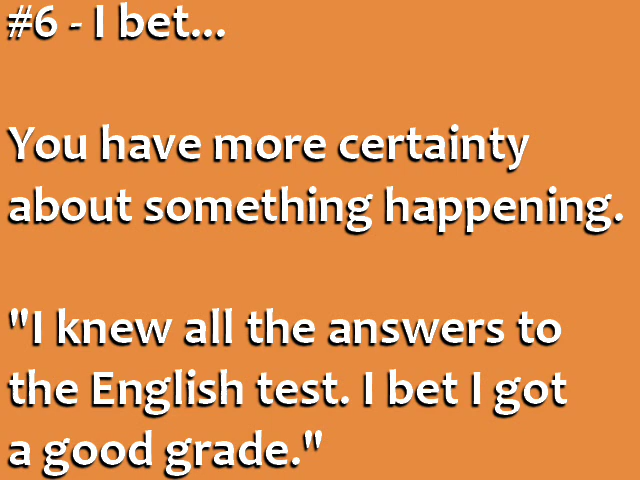 #6 - I bet...
You have more certainty
about something happening.
"I knew all the answers to
the English test. I bet I got
a good grade."